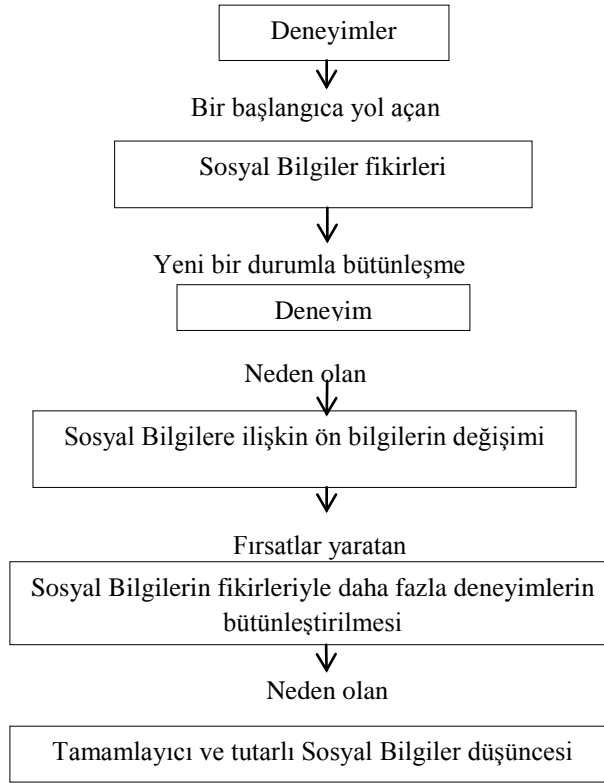 Deneyimler
Bir başlangıca yol açan
Sosyal Bilgiler fikirleri
Yeni bir durumla bütünleşme
Deneyim
Neden olan
Sosyal Bilgilere ilişkin ön bilgilerin değişimi
Fırsatlar yaratan
Sosyal Bilgilerin fikirleriyle daha fazla deneyimlerin
bütünleştirilmesi
Neden olan
Tamamlayıcı ve tutarlı Sosyal Bilgiler düşüncesi